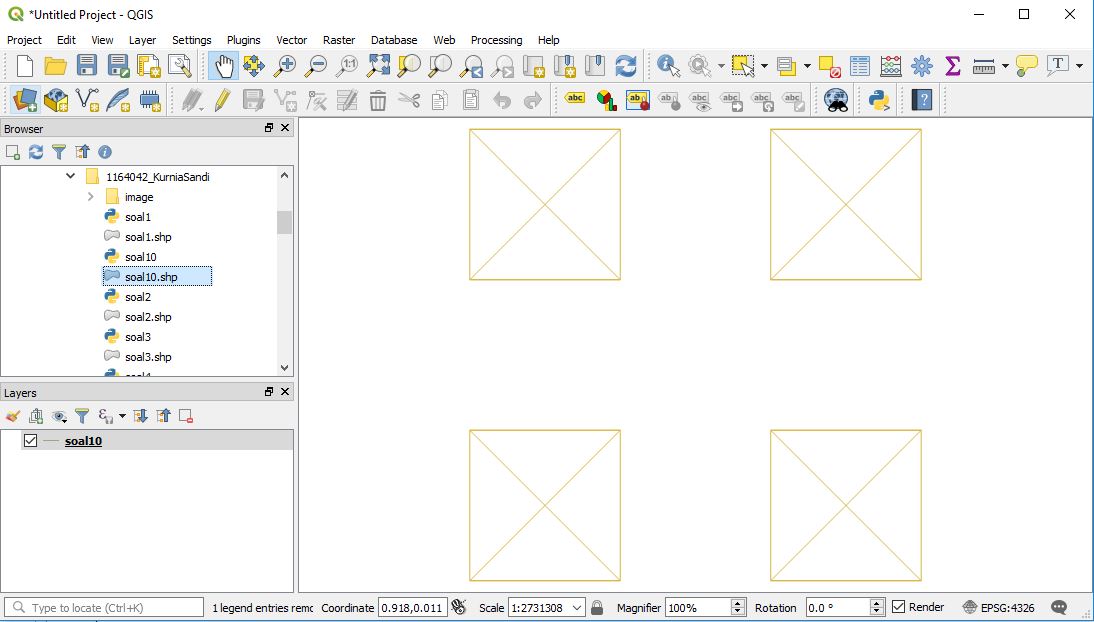 *Untitled Project - QGIS
Project Edit View Layer Settings Plugins Vector Raster Database Web Processing Help
Browser
1164042_KurniaSandi
image
soal1
soal1.shp
soal10
soal10.shp
soal2
soal2.shp
soal3
soal3.shp
Layers
soal10
Type to locate (Ctrl+K) 1 legend entries remo Coordinate 0.918,0.011 Scale 1:2731308 Magnifier 100% Rotation 0.0 ° Render EPSG:4326